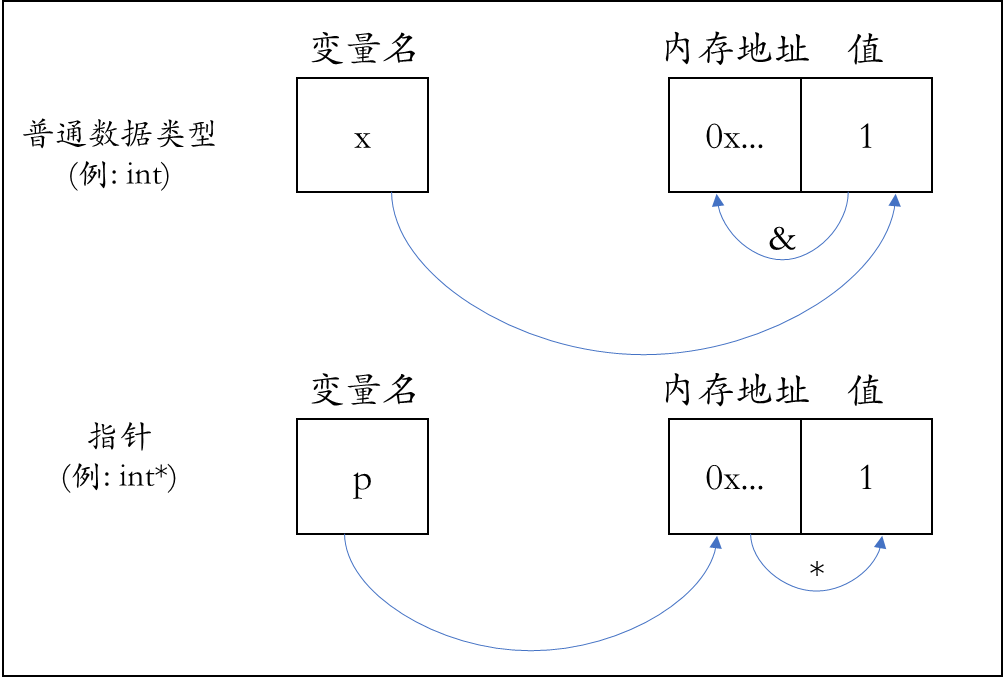 变量名
内存地址 值
普通数据类型
(例: int)
x
0x...
1
&
变量名
内存地址 值
指针
(例: int*)
p
0x...
1
*